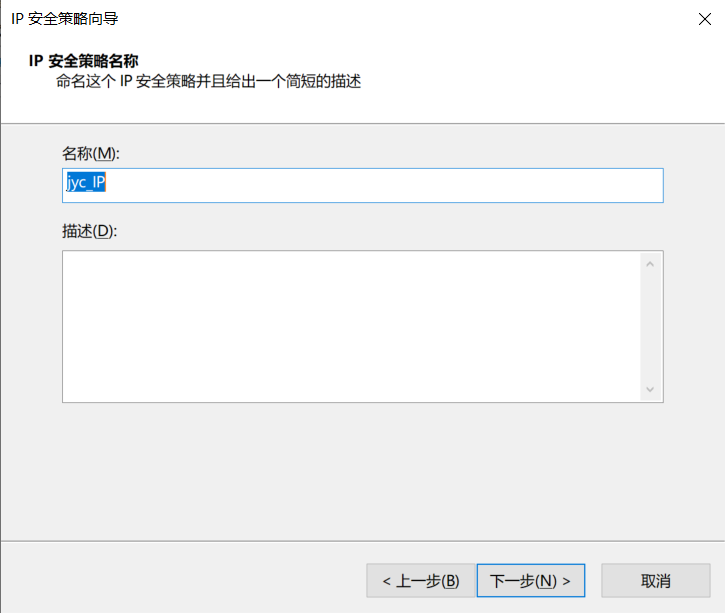 IP 安全策略向导
IP 安全策略名称
命名这个 IP 安全策略并且给出一个简短的描述
名称(M):
jyc_IP
描述(D):
< 上一步(B)
下一步(N) >
取消